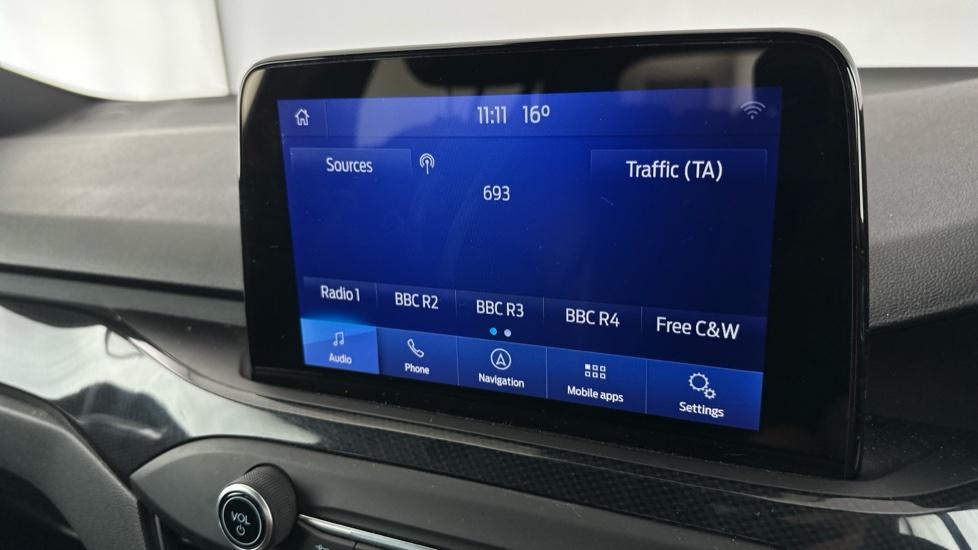 11:11 16°
Sources
Traffic (TA)
693
Radio 1 BBC R2 BBC R3 BBC R4 Free C&W
Audio Phone Navigation Mobile apps Settings
VOL